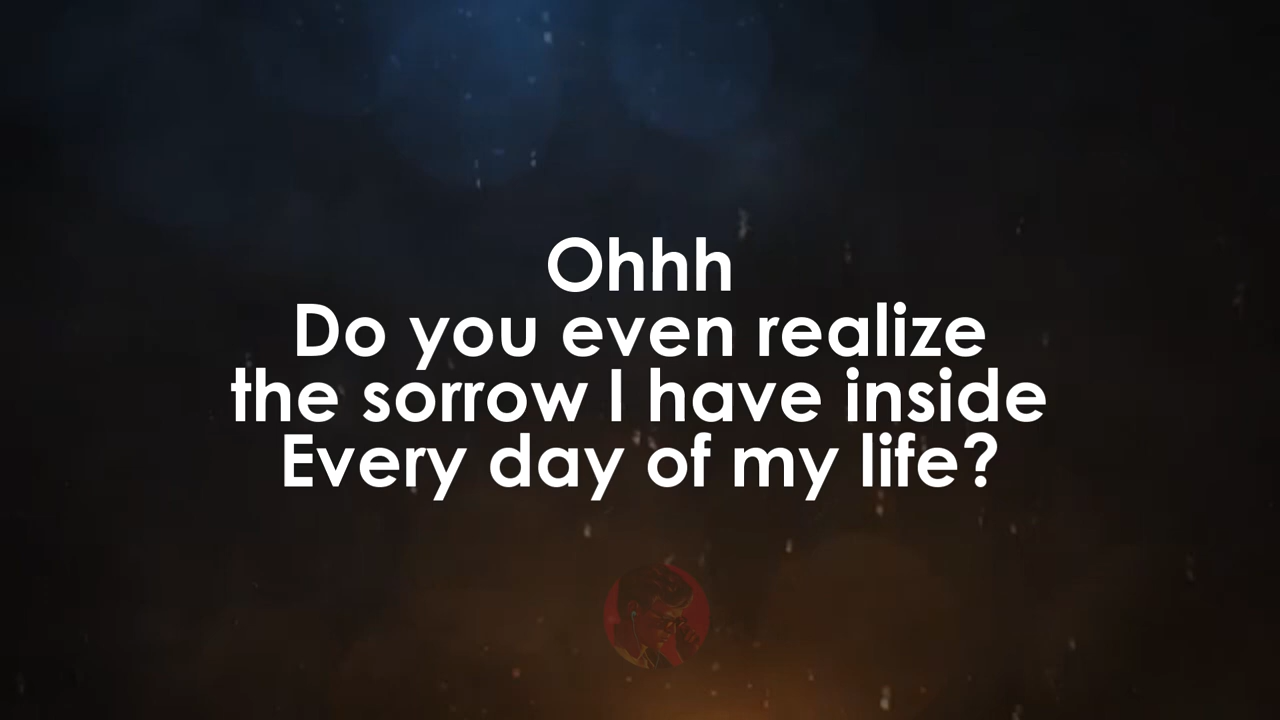 Ohhh
Do you even realize
the sorrow I have inside
Every day of my life?